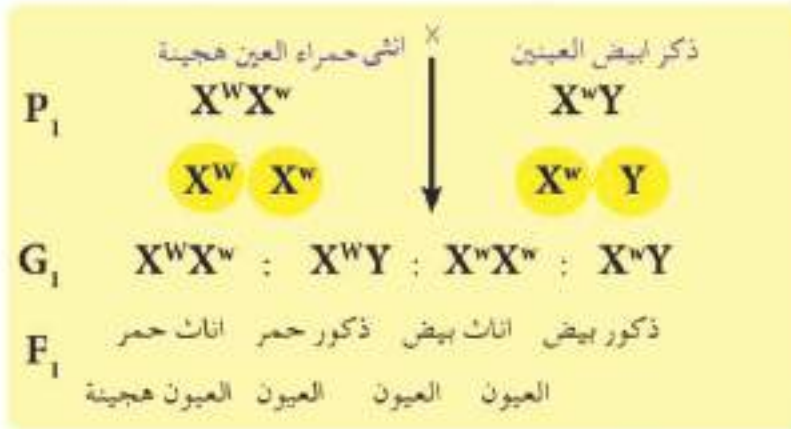 ذكر ابيض العينين × انثى حمراء العين هجينة
P₁ XᵂXʷ XʷY
Xᵂ Xʷ Xʷ Y
G₁ XᵂXʷ : XᵂY : XʷXʷ : XʷY
F₁ اناث حمر ذكور حمر اناث بيض ذكور بيض
العيون هجينة العيون العيون العيون